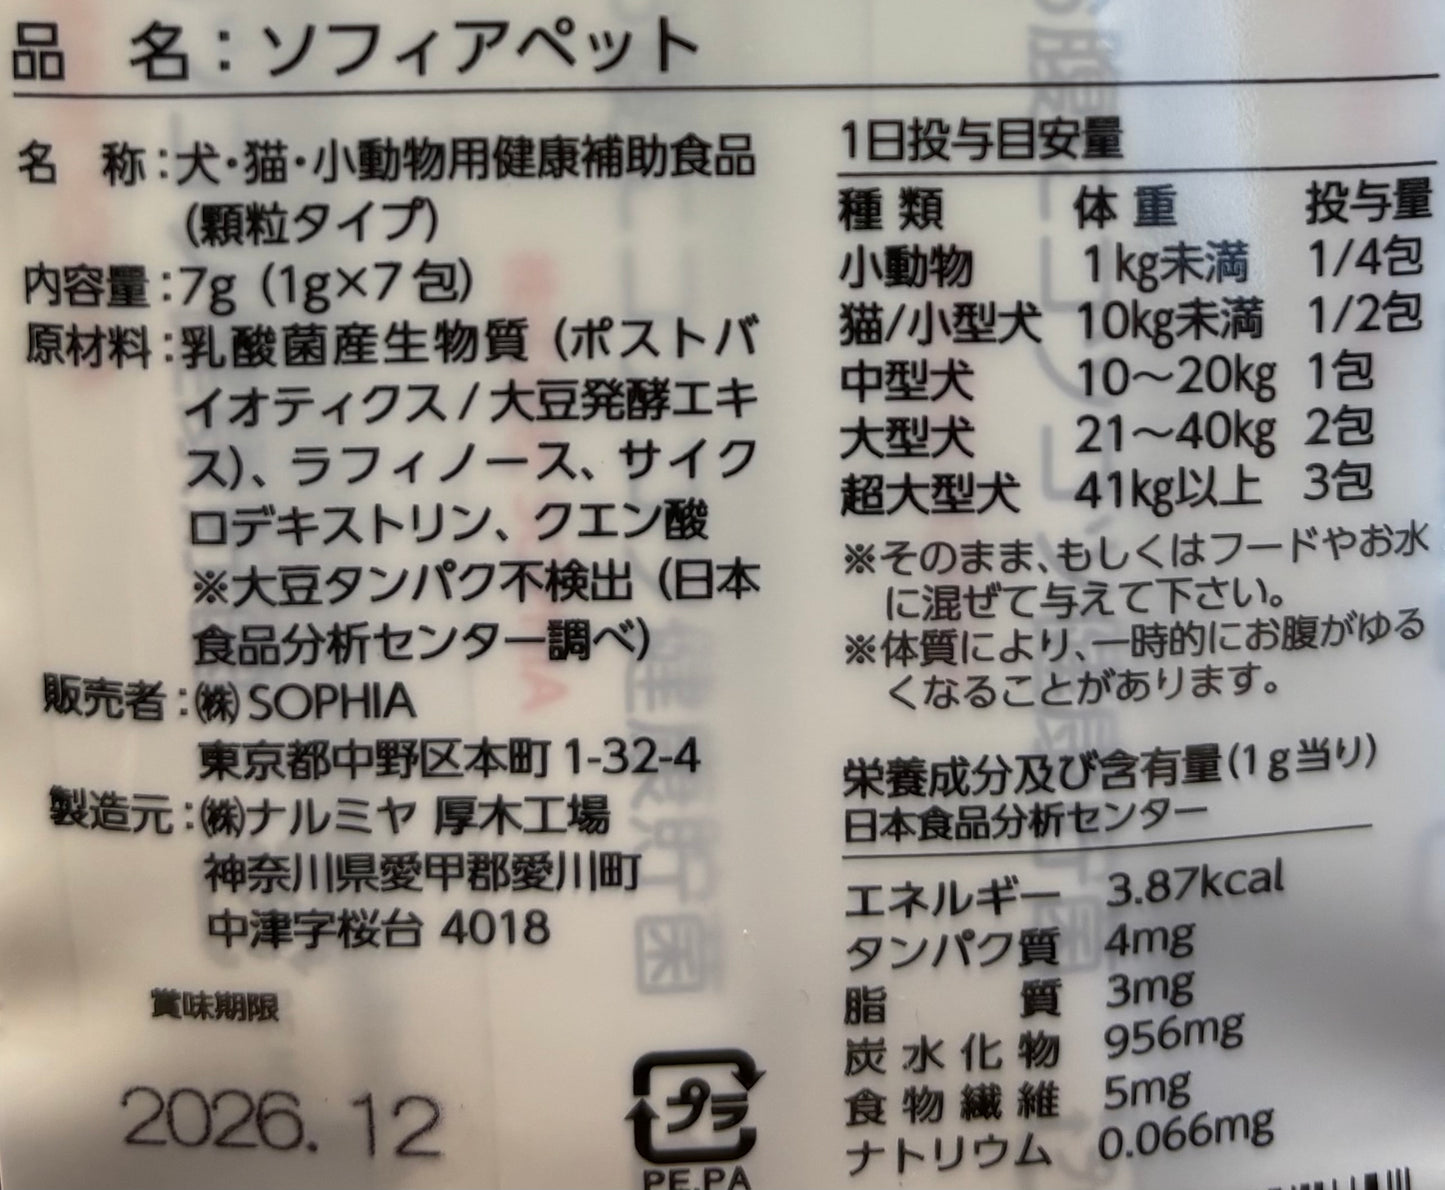 品 名：ソフィアペット
名 称：犬・猫・小動物用健康補助食品
(顆粒タイプ)
内容量：7g (1g×7包)
原材料：乳酸菌産生物質 (ポストバ
イオティクス / 大豆発酵エキ
ス)、ラフィノース、サイク
ロデキストリン、クエン酸
※大豆タンパク不検出 (日本
食品分析センター調べ)
販売者：㈱ SOPHIA
東京都中野区本町 1-32-4
製造元：㈱ナルミヤ 厚木工場
神奈川県愛甲郡愛川町
中津字桜台 4018
賞味期限
2026.12
プラ
PE.PA
1日投与目安量
種 類 体 重 投与量
小動物 1kg未満 1/4包
猫/小型犬 10kg未満 1/2包
中型犬 10～20kg 1包
大型犬 21～40kg 2包
超大型犬 41kg以上 3包
※そのまま、もしくはフードやお水
に混ぜて与えて下さい。
※体質により、一時的にお腹がゆる
くなることがあります。
栄養成分及び含有量(1g当り)
日本食品分析センター
エネルギー 3.87kcal
タンパク質 4mg
脂 質 3mg
炭水化物 956mg
食物繊維 5mg
ナトリウム 0.066mg